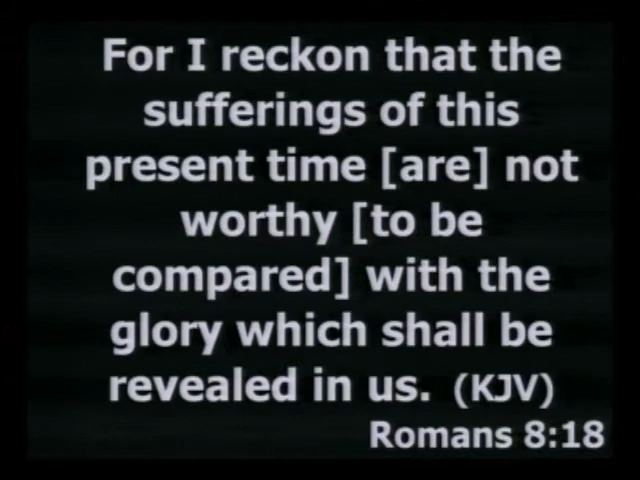 For I reckon that the
sufferings of this
present time [are] not
worthy [to be
compared] with the
glory which shall be
revealed in us. (KJV)
Romans 8:18